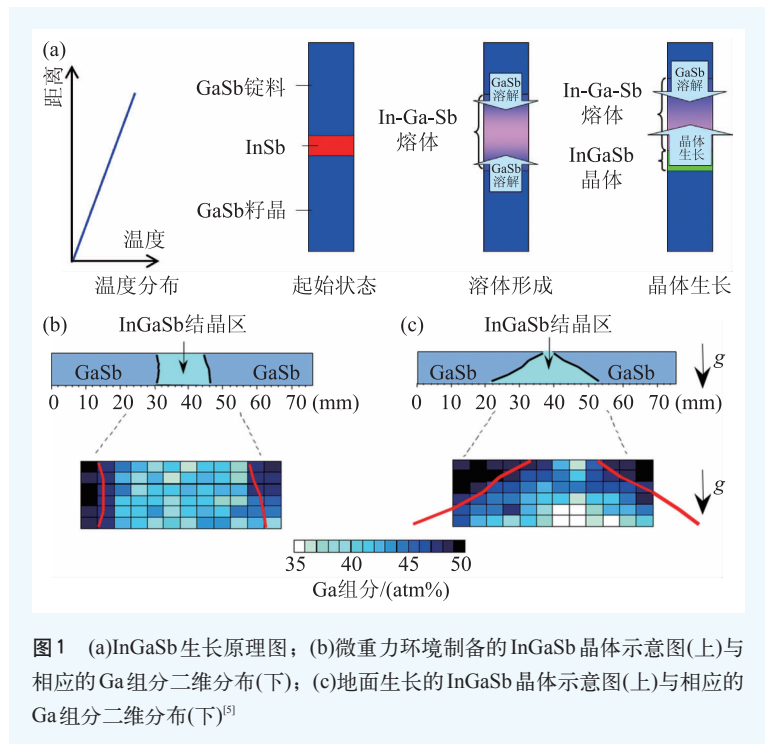 (a)
距离
温度
温度分布
GaSb锭料
InSb
GaSb籽晶
起始状态
In-Ga-Sb
熔体
GaSb
溶解
GaSb
溶解
溶体形成
In-Ga-Sb
熔体
InGaSb
晶体
GaSb
溶解
晶体
生长
晶体生长
(b)
InGaSb结晶区
GaSb
GaSb
0 10 20 30 40 50 60 70 (mm)
(c)
InGaSb结晶区
GaSb
GaSb
g
0 10 20 30 40 50 60 70 (mm)
g
35 40 45 50
Ga组分/(atm%)
图1 (a)InGaSb生长原理图；(b)微重力环境制备的InGaSb晶体示意图(上)与
相应的Ga组分二维分布(下)；(c)地面生长的InGaSb晶体示意图(上)与相应的
Ga组分二维分布(下)[5]